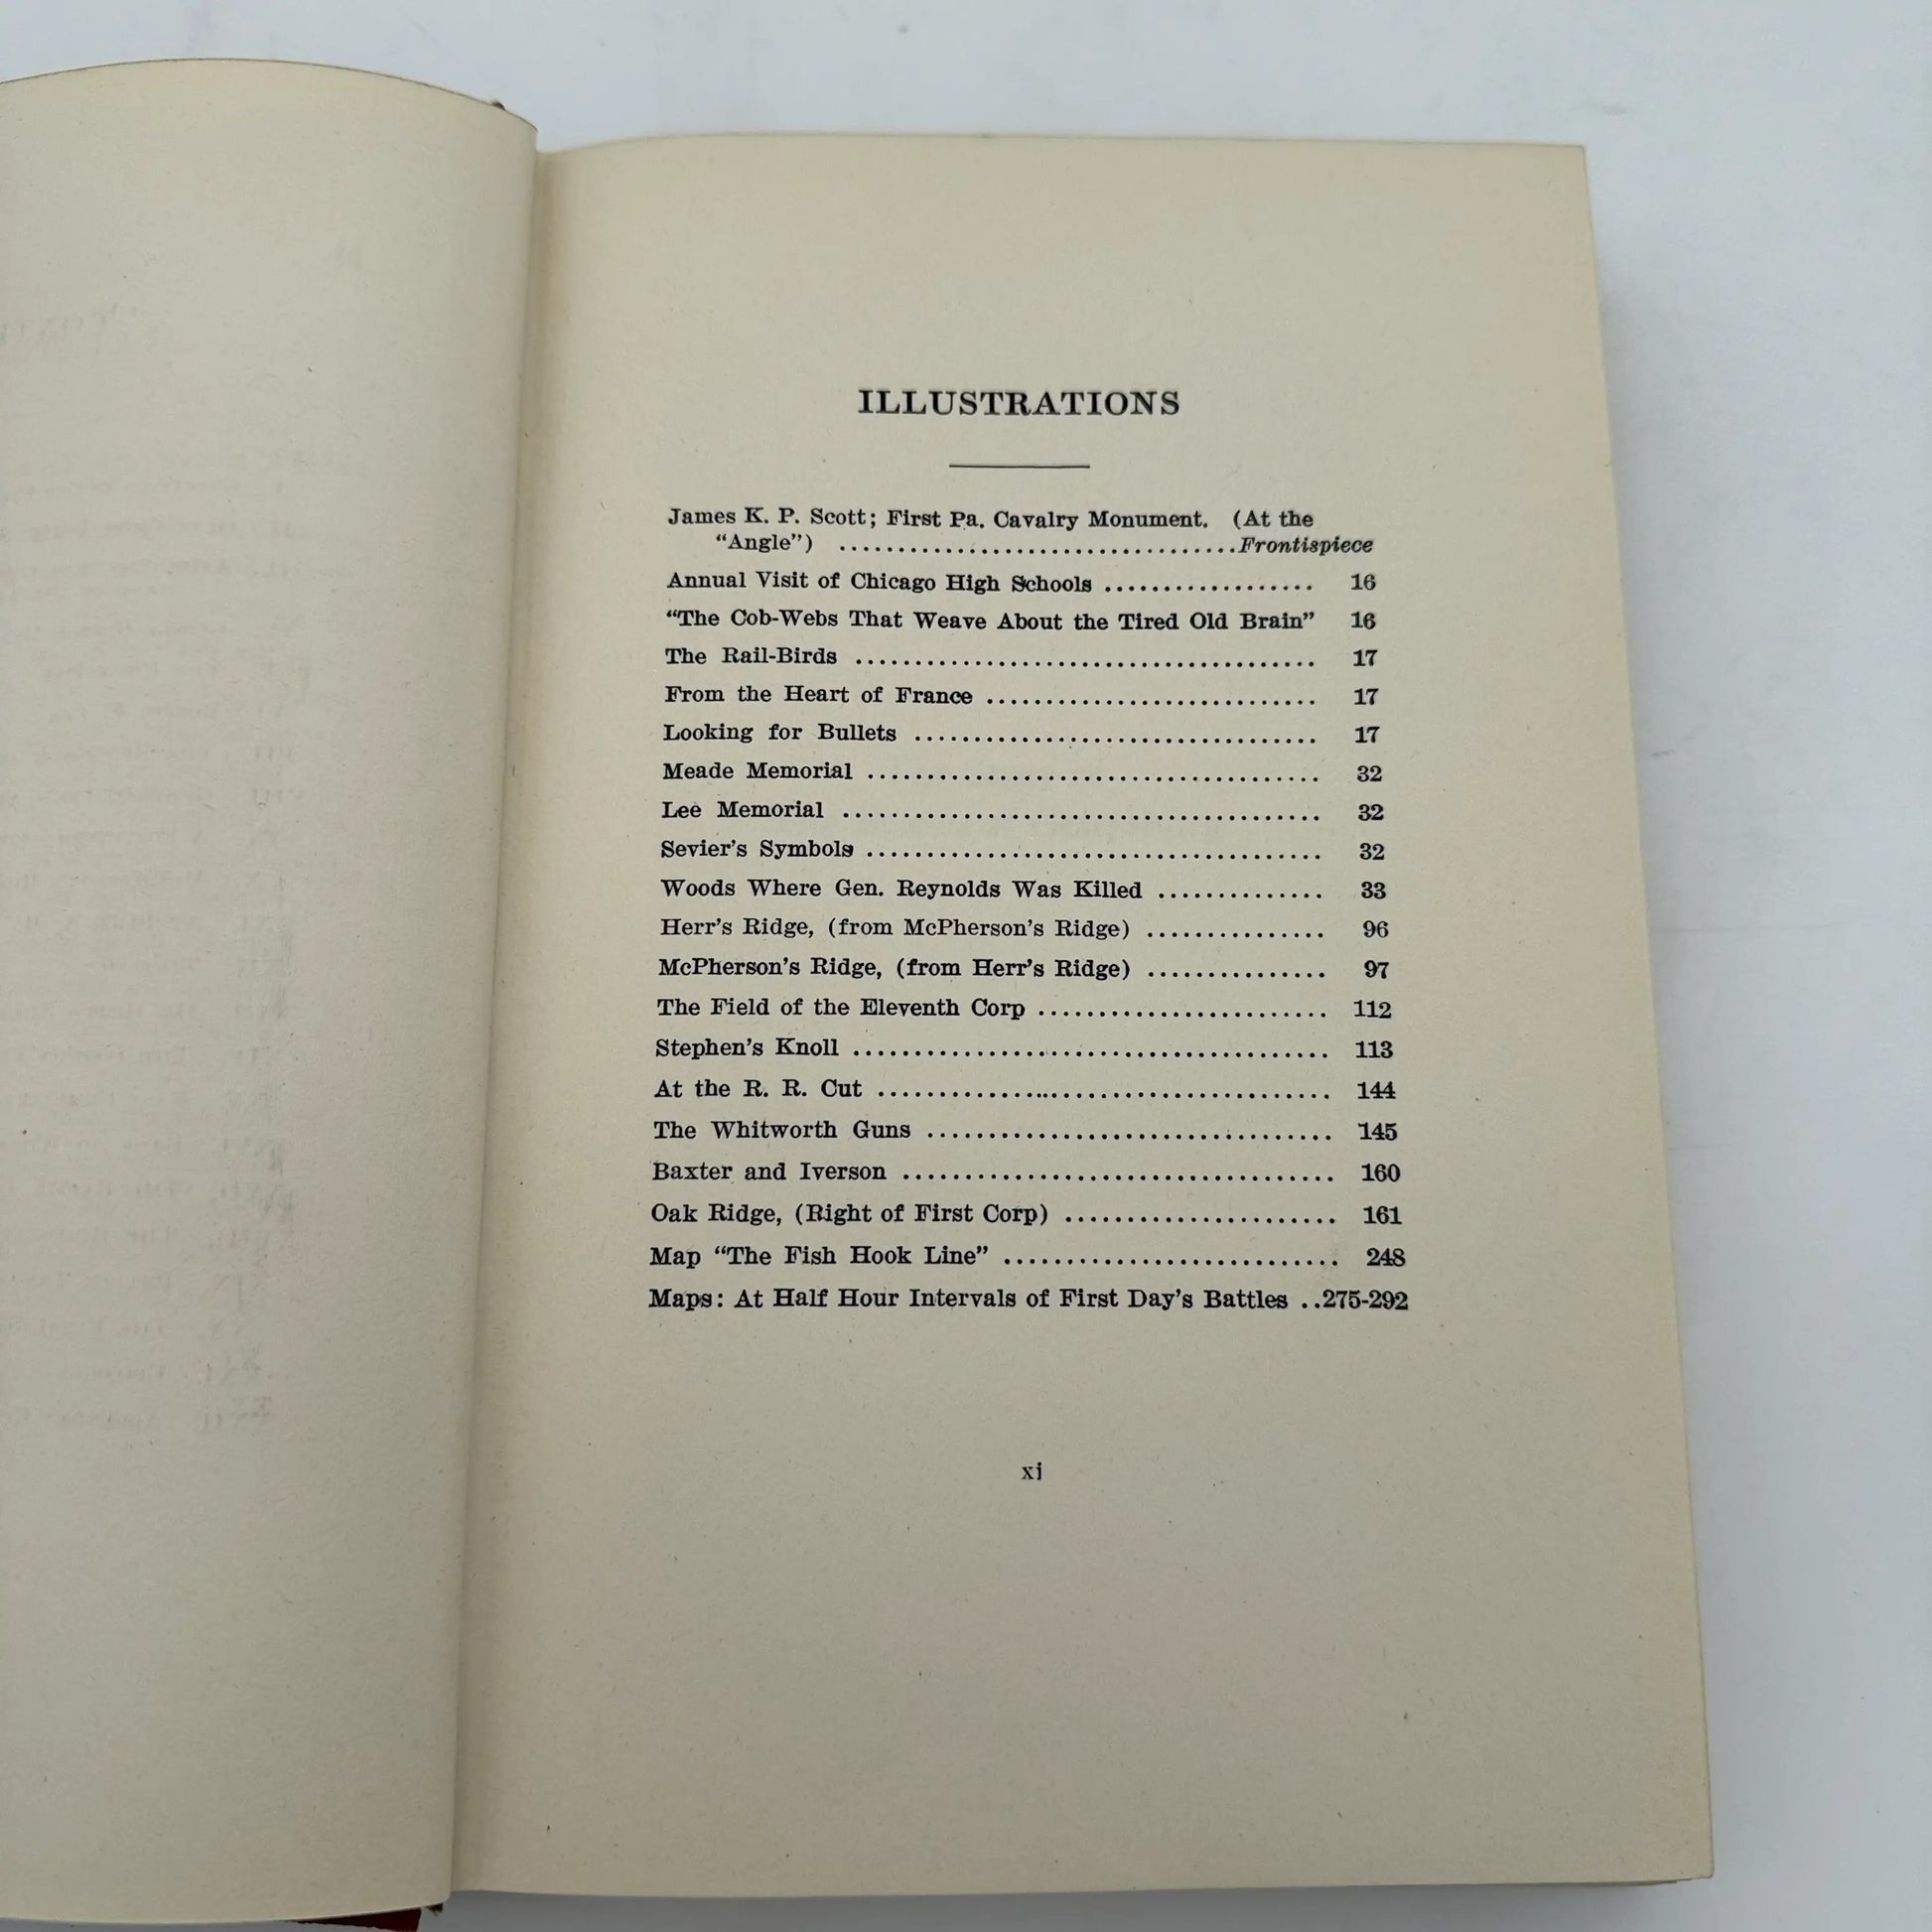 ILLUSTRATIONS
James K. P. Scott; First Pa. Cavalry Monument. (At the
“Angle”) ..................................Frontispiece
Annual Visit of Chicago High Schools .................. 16
“The Cob-Webs That Weave About the Tired Old Brain” 16
The Rail-Birds ....................................... 17
From the Heart of France ............................ 17
Looking for Bullets .................................. 17
Meade Memorial ...................................... 32
Lee Memorial ......................................... 32
Sevier’s Symbols ....................................... 32
Woods Where Gen. Reynolds Was Killed .............. 33
Herr’s Ridge, (from McPherson’s Ridge) ............... 96
McPherson’s Ridge, (from Herr’s Ridge) ............... 97
The Field of the Eleventh Corp ........................ 112
Stephen’s Knoll ........................................ 113
At the R. R. Cut ...................................... 144
The Whitworth Guns .................................. 145
Baxter and Iverson .................................... 160
Oak Ridge, (Right of First Corp) ....................... 161
Map “The Fish Hook Line” ............................ 248
Maps: At Half Hour Intervals of First Day’s Battles ..275-292
xi